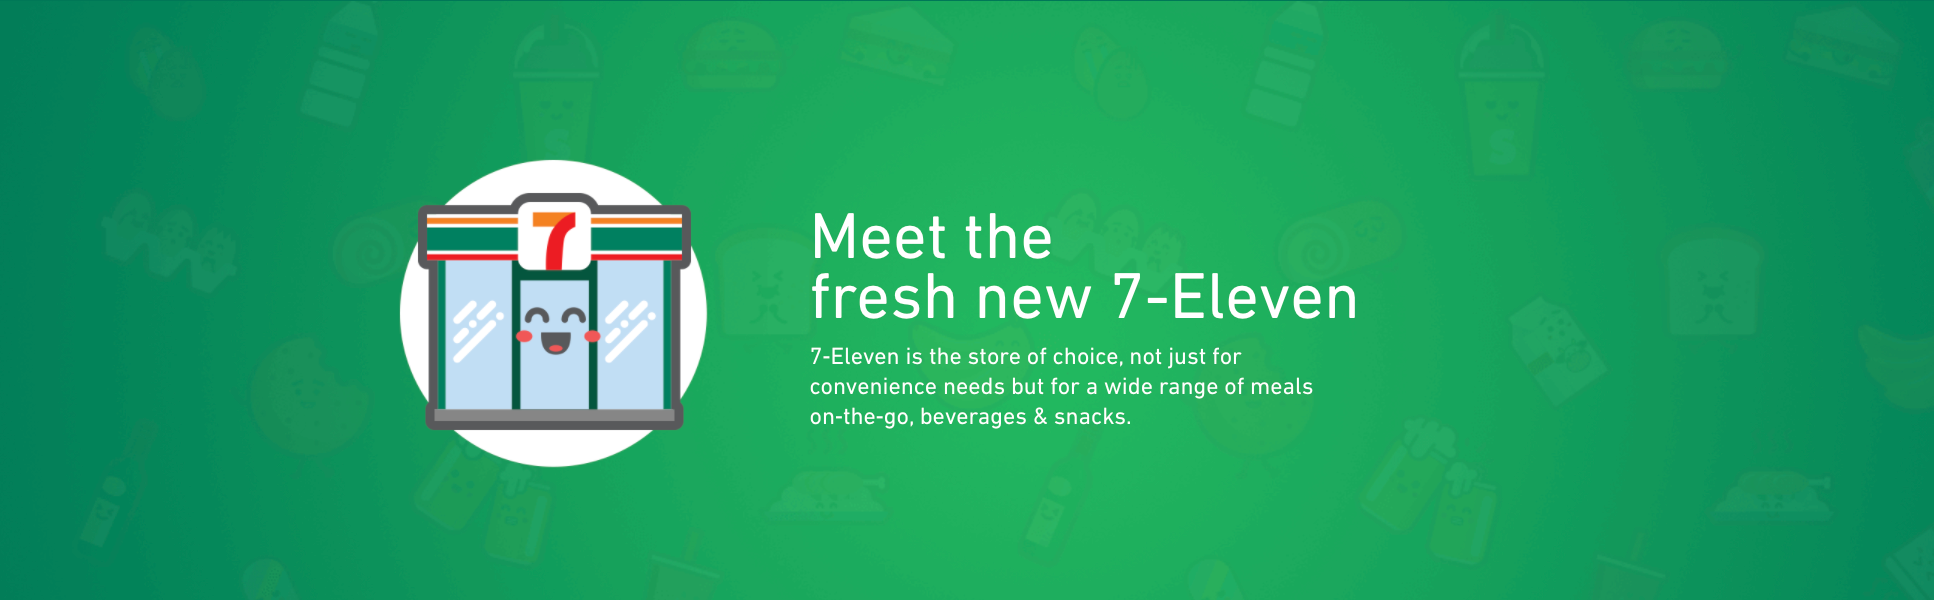 7
Meet the
fresh new 7-Eleven
7-Eleven is the store of choice, not just for
convenience needs but for a wide range of meals
on-the-go, beverages & snacks.
S
S